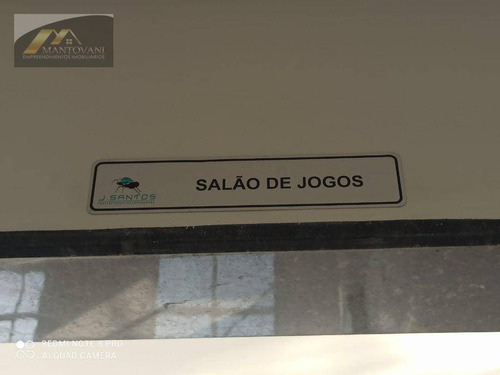 MANTOVANI
EMPREENDIMENTOS IMOBILIÁRIOS
SALÃO DE JOGOS
J. SANTOS
REDMI NOTE 8 PRO
AI QUAD CAMERA